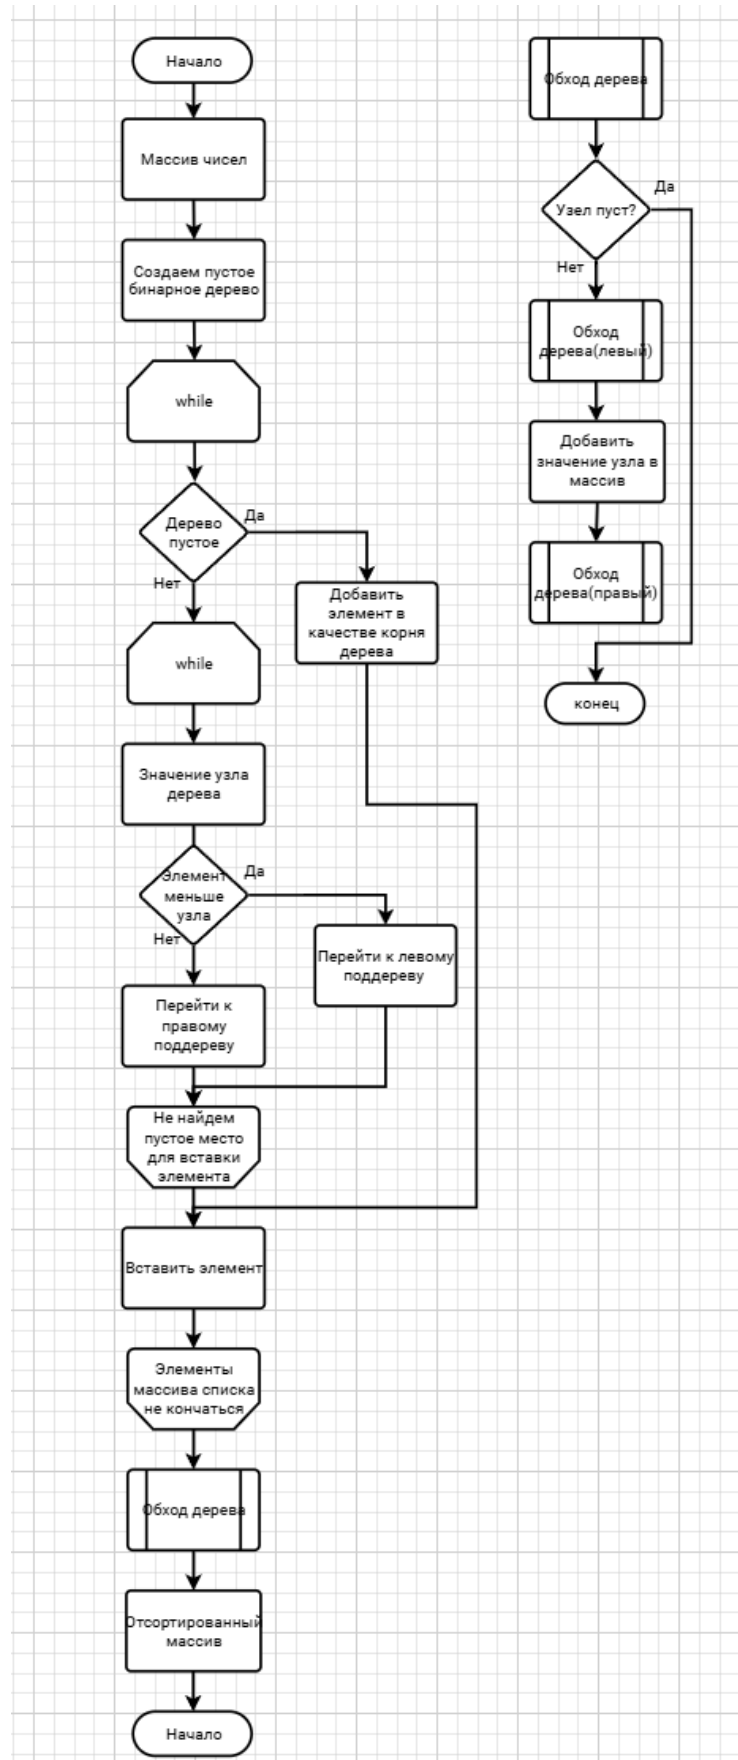 Начало
Массив чисел
Создаем пустое
бинарное дерево
while
Дерево
пустое
Да
Нет
Добавить
элемент в
качестве корня
дерева
while
Значение узла
дерева
Элемент
меньше
узла
Да
Нет
Перейти к левому
поддереву
Перейти к
правому
поддереву
Не найдем
пустое место
для вставки
элемента
Вставить элемент
Элементы
массива списка
не кончаться
Обход дерева
Отсортированный
массив
Начало
Обход дерева
Узел пуст?
Да
Нет
Обход
дерева(левый)
Добавить
значение узла в
массив
Обход
дерева(правый)
конец